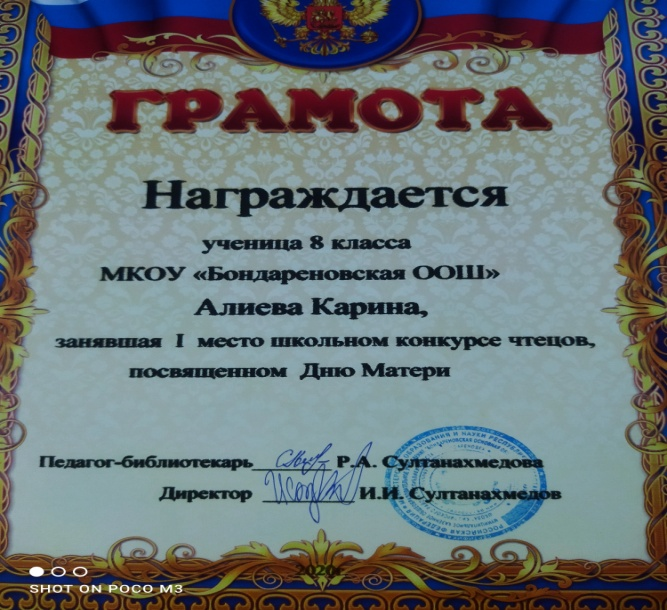 ГРАМОТА
Награждается
ученица 8 класса
МКОУ «Бондареновская ООШ»
Алиева Карина,
занявшая I место школьном конкурсе чтецов,
посвященном Дню Матери
Педагог-библиотекарь Р.А. Султанахмедова
Директор И.И. Султанахмедов
2020г
SHOT ON POCO M3